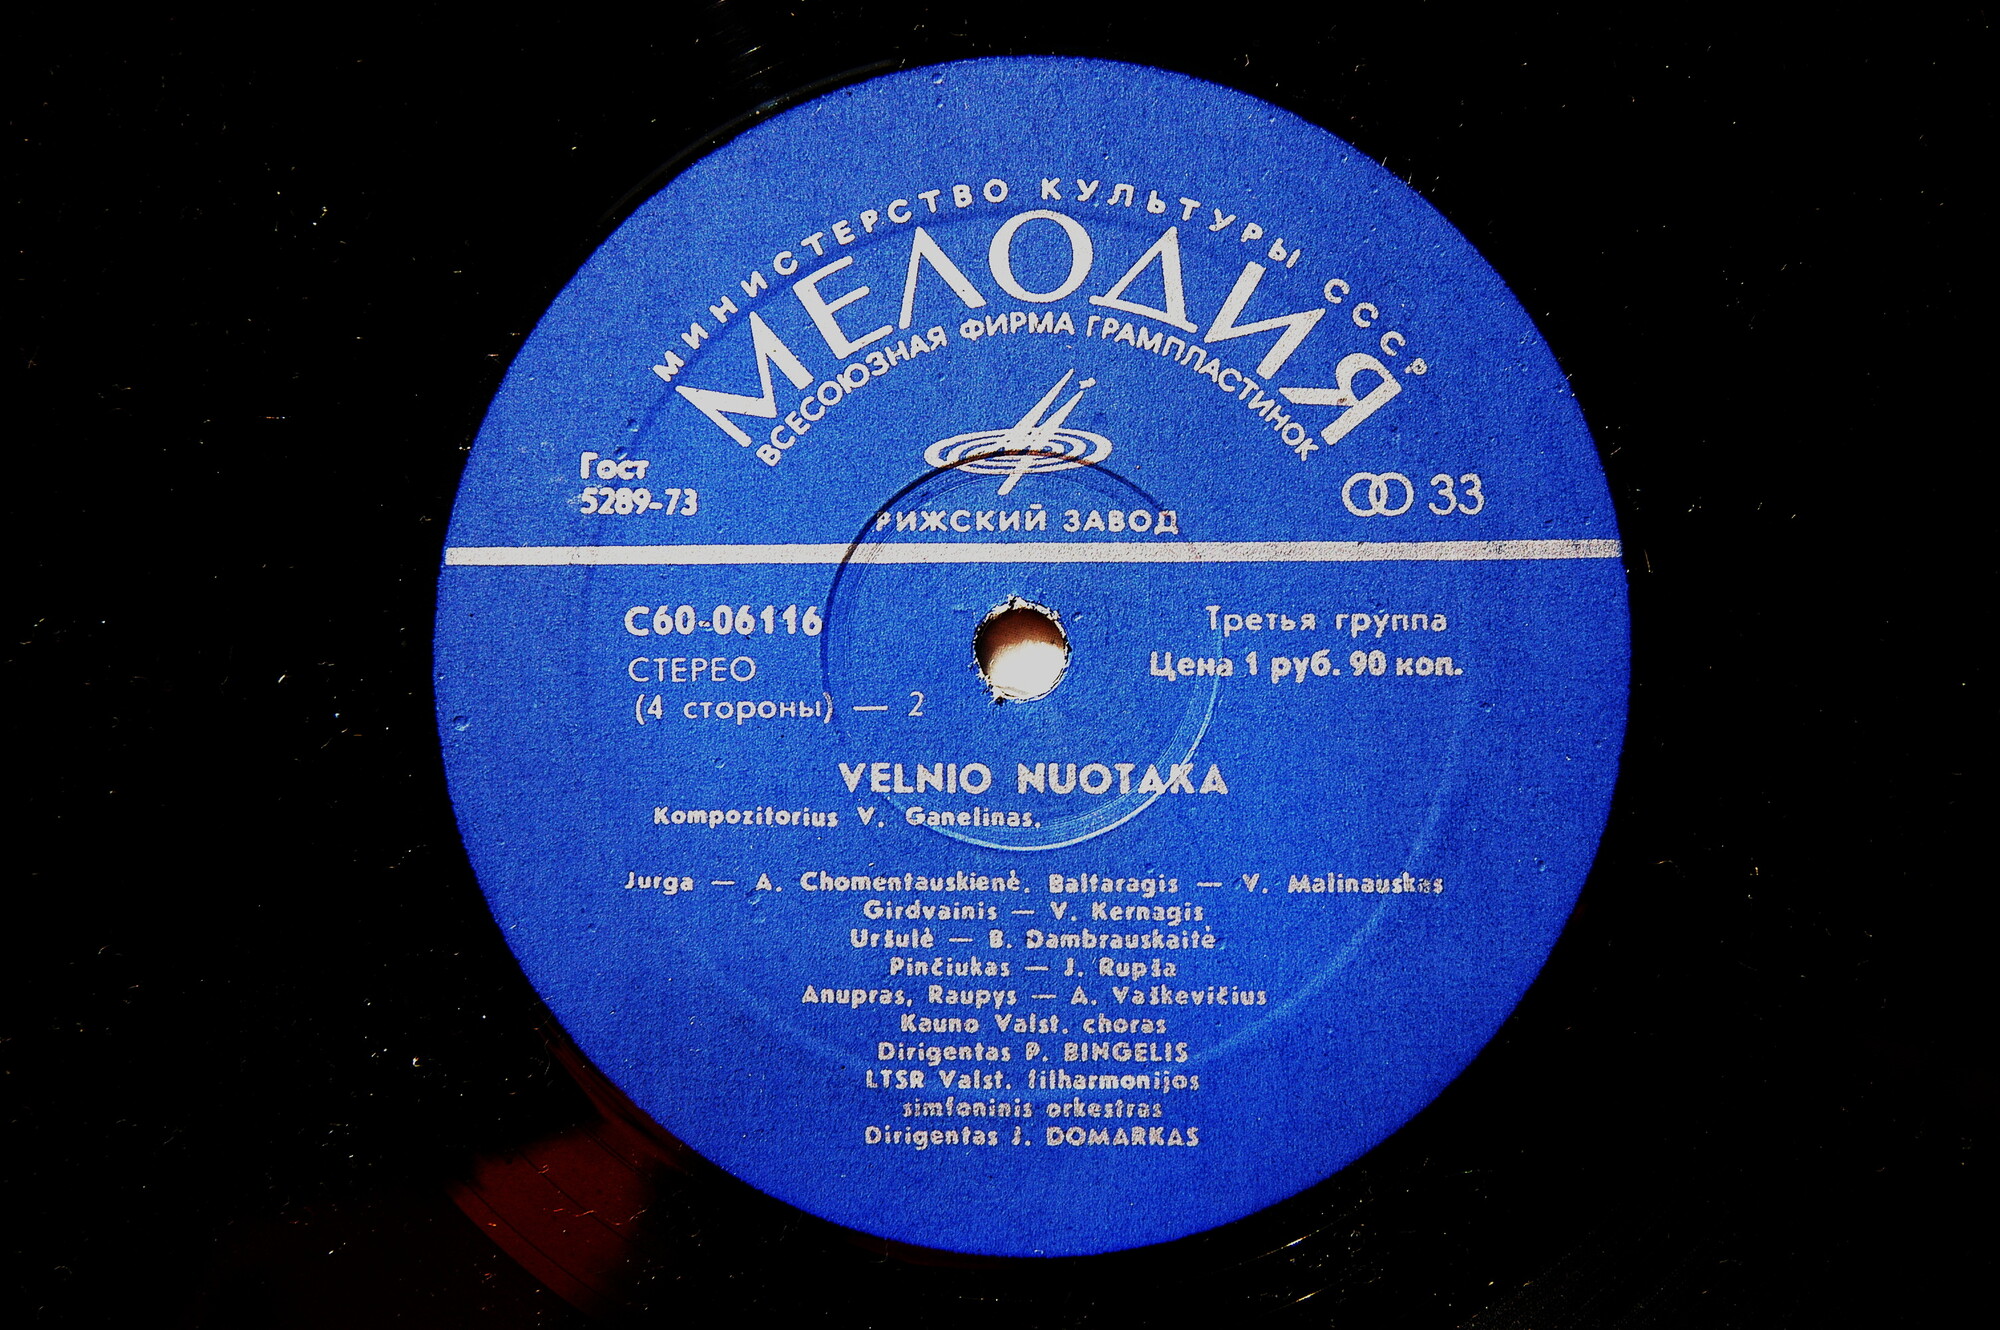 МИНИСТЕРСТВО КУЛЬТУРЫ СССР
МЕЛОДИЯ
ВСЕСОЮЗНАЯ ФИРМА ГРАМПЛАСТИНОК
Гост
5289-73
33
РИЖСКИЙ ЗАВОД
С60-06116
СТЕРЕО
(4 стороны) — 2
Третья группа
Цена 1 руб. 90 коп.
VELNIO NUOTAKA
Kompozitorius V. Ganelinas.
Jurga — A. Chomentauskienė, Baltaragis — V. Malinauskas
Girdvainis — V. Kernagis
Uršulė — B. Dambrauskaitė
Pinčiukas — J. Rupša
Anupras, Raupys — A. Vaškevičius
Kauno Valst. choras
Dirigentas P. BINGELIS
LTSR Valst. filharmonijos
simfoninis orkestras
Dirigentas J. DOMARKAS